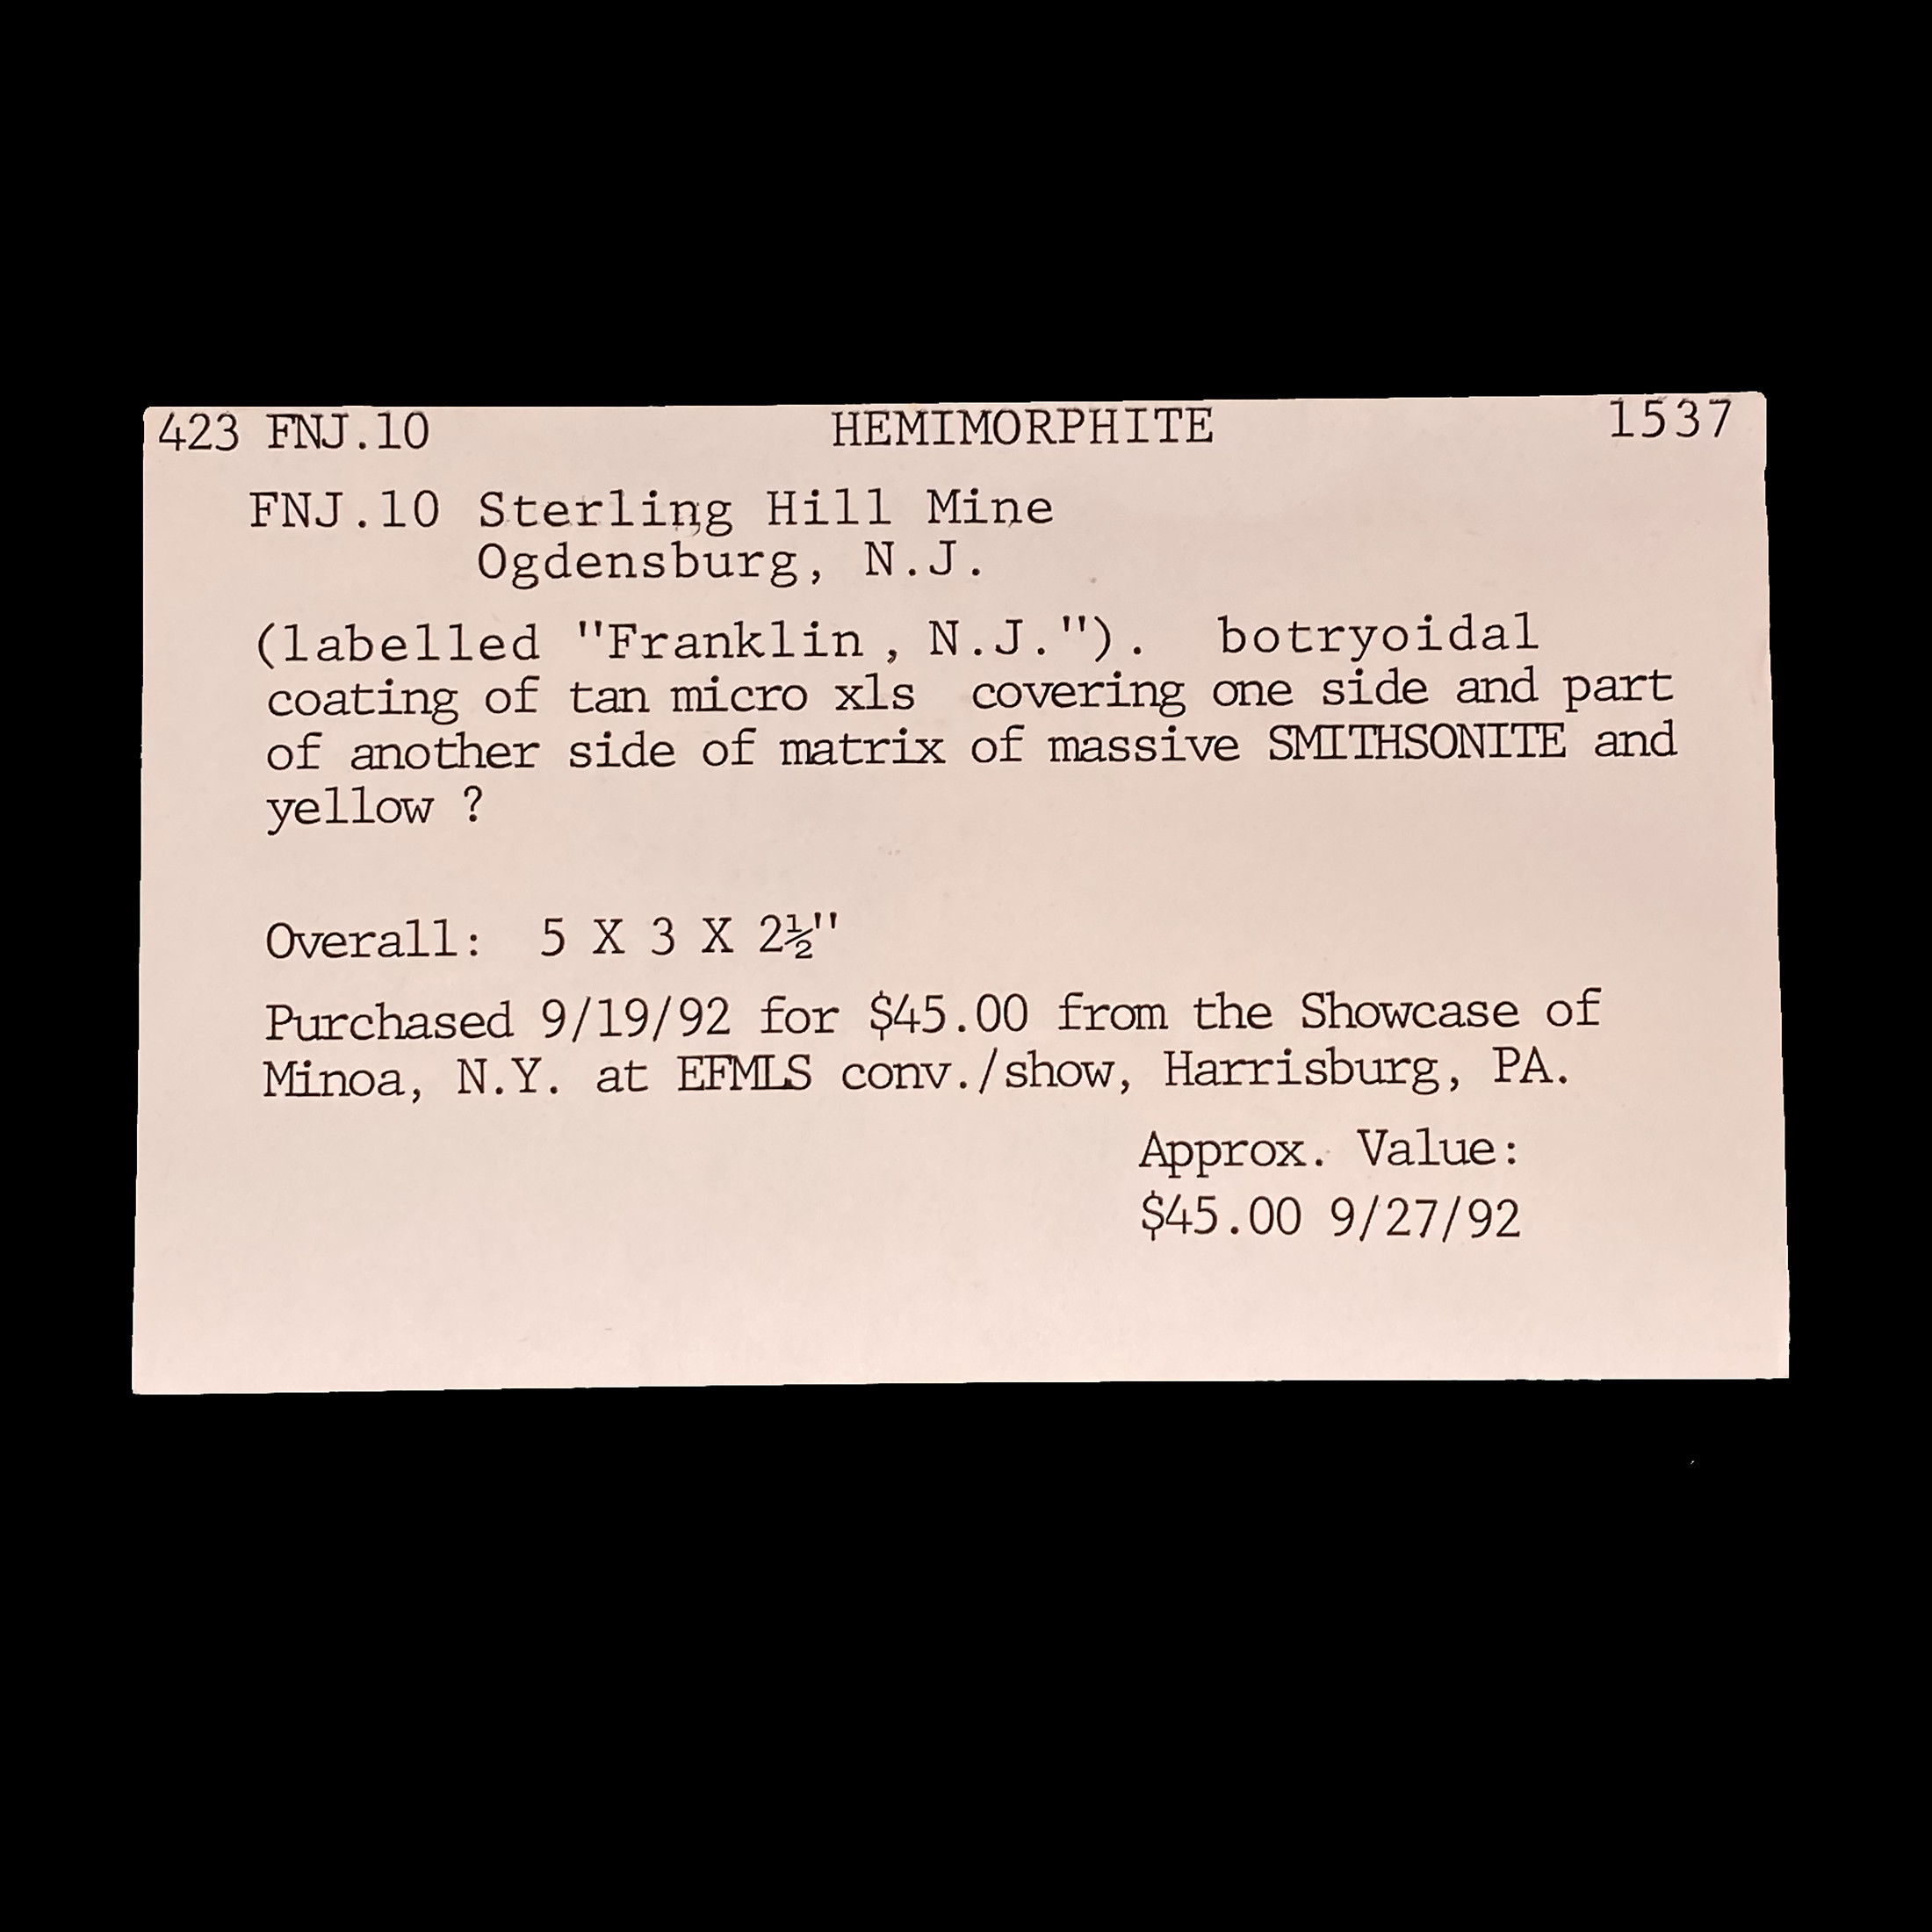 423 FNJ.10 HEMIMORPHITE 1537
FNJ.10 Sterling Hill Mine
Ogdensburg, N.J.
(labelled "Franklin, N.J."). botryoidal
coating of tan micro xls covering one side and part
of another side of matrix of massive SMITHSONITE and
yellow ?
Overall: 5 X 3 X 2½"
Purchased 9/19/92 for $45.00 from the Showcase of
Minoa, N.Y. at EFMLS conv./show, Harrisburg, PA.
Approx. Value:
$45.00 9/27/92